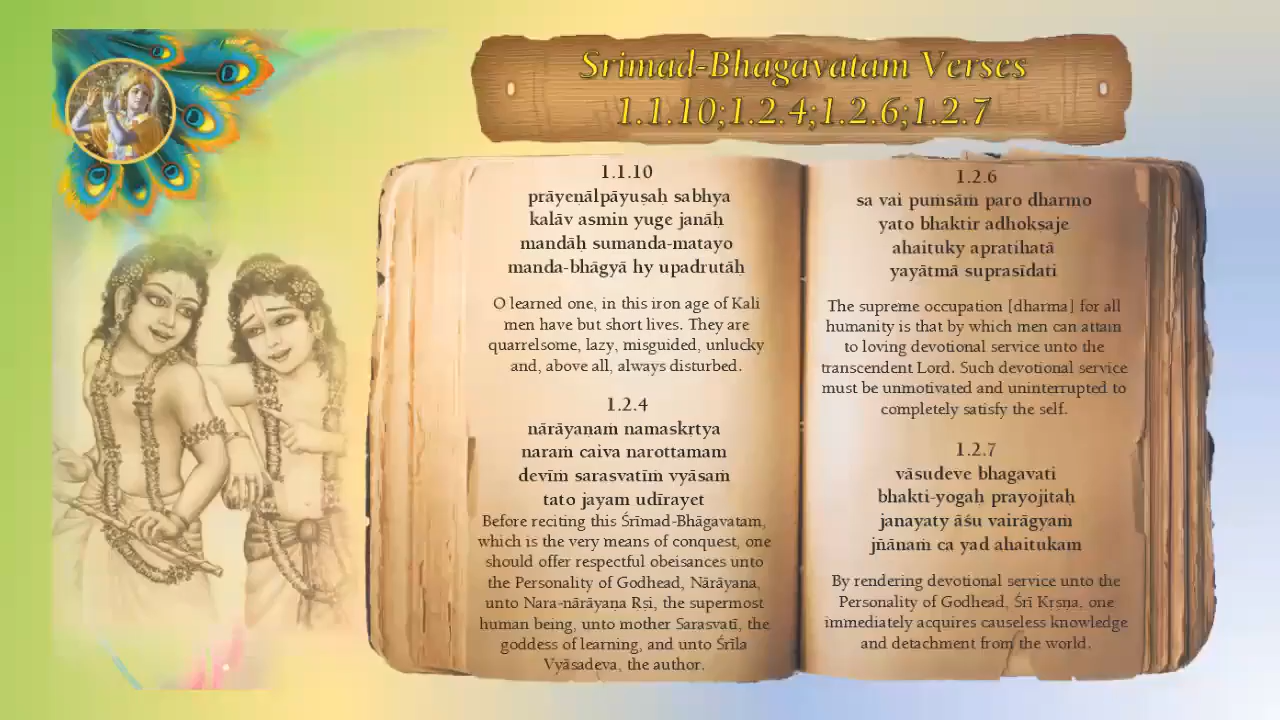 Srimad-Bhagavatam Verses
1.1.10;1.2.4;1.2.6;1.2.7
1.1.10
prāyeṇālpāyuṣaḥ sabhya
kalāv asmin yuge janāḥ
mandāḥ sumanda-matayo
manda-bhāgyā hy upadrutāḥ
O learned one, in this iron age of Kali
men have but short lives. They are
quarrelsome, lazy, misguided, unlucky
and, above all, always disturbed.
1.2.4
nārāyaṇaṁ namaskṛtya
naraṁ caiva narottamam
devīṁ sarasvatīṁ vyāsaṁ
tato jayam udīrayet
Before reciting this Śrīmad-Bhāgavatam,
which is the very means of conquest, one
should offer respectful obeisances unto
the Personality of Godhead, Nārāyaṇa,
unto Nara-nārāyaṇa Ṛṣi, the supermost
human being, unto mother Sarasvatī, the
goddess of learning, and unto Śrīla
Vyāsadeva, the author.
1.2.6
sa vai puṁsāṁ paro dharmo
yato bhaktir adhokṣaje
ahaituky apratihatā
yayātmā suprasīdati
The supreme occupation [dharma] for all
humanity is that by which men can attain
to loving devotional service unto the
transcendent Lord. Such devotional service
must be unmotivated and uninterrupted to
completely satisfy the self.
1.2.7
vāsudeve bhagavati
bhakti-yogaḥ prayojitaḥ
janayaty āśu vairāgyaṁ
jñānaṁ ca yad ahaitukam
By rendering devotional service unto the
Personality of Godhead, Śrī Kṛṣṇa, one
immediately acquires causeless knowledge
and detachment from the world.